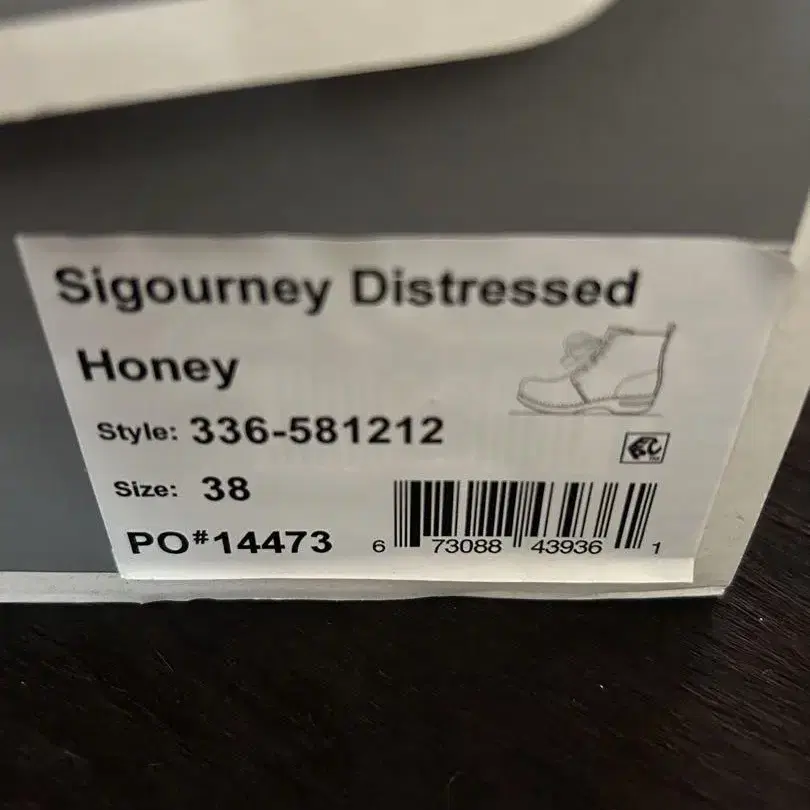 Sigourney Distressed
Honey
Style: 336-581212
Size: 38
PO#14473
6 73088 43936 1